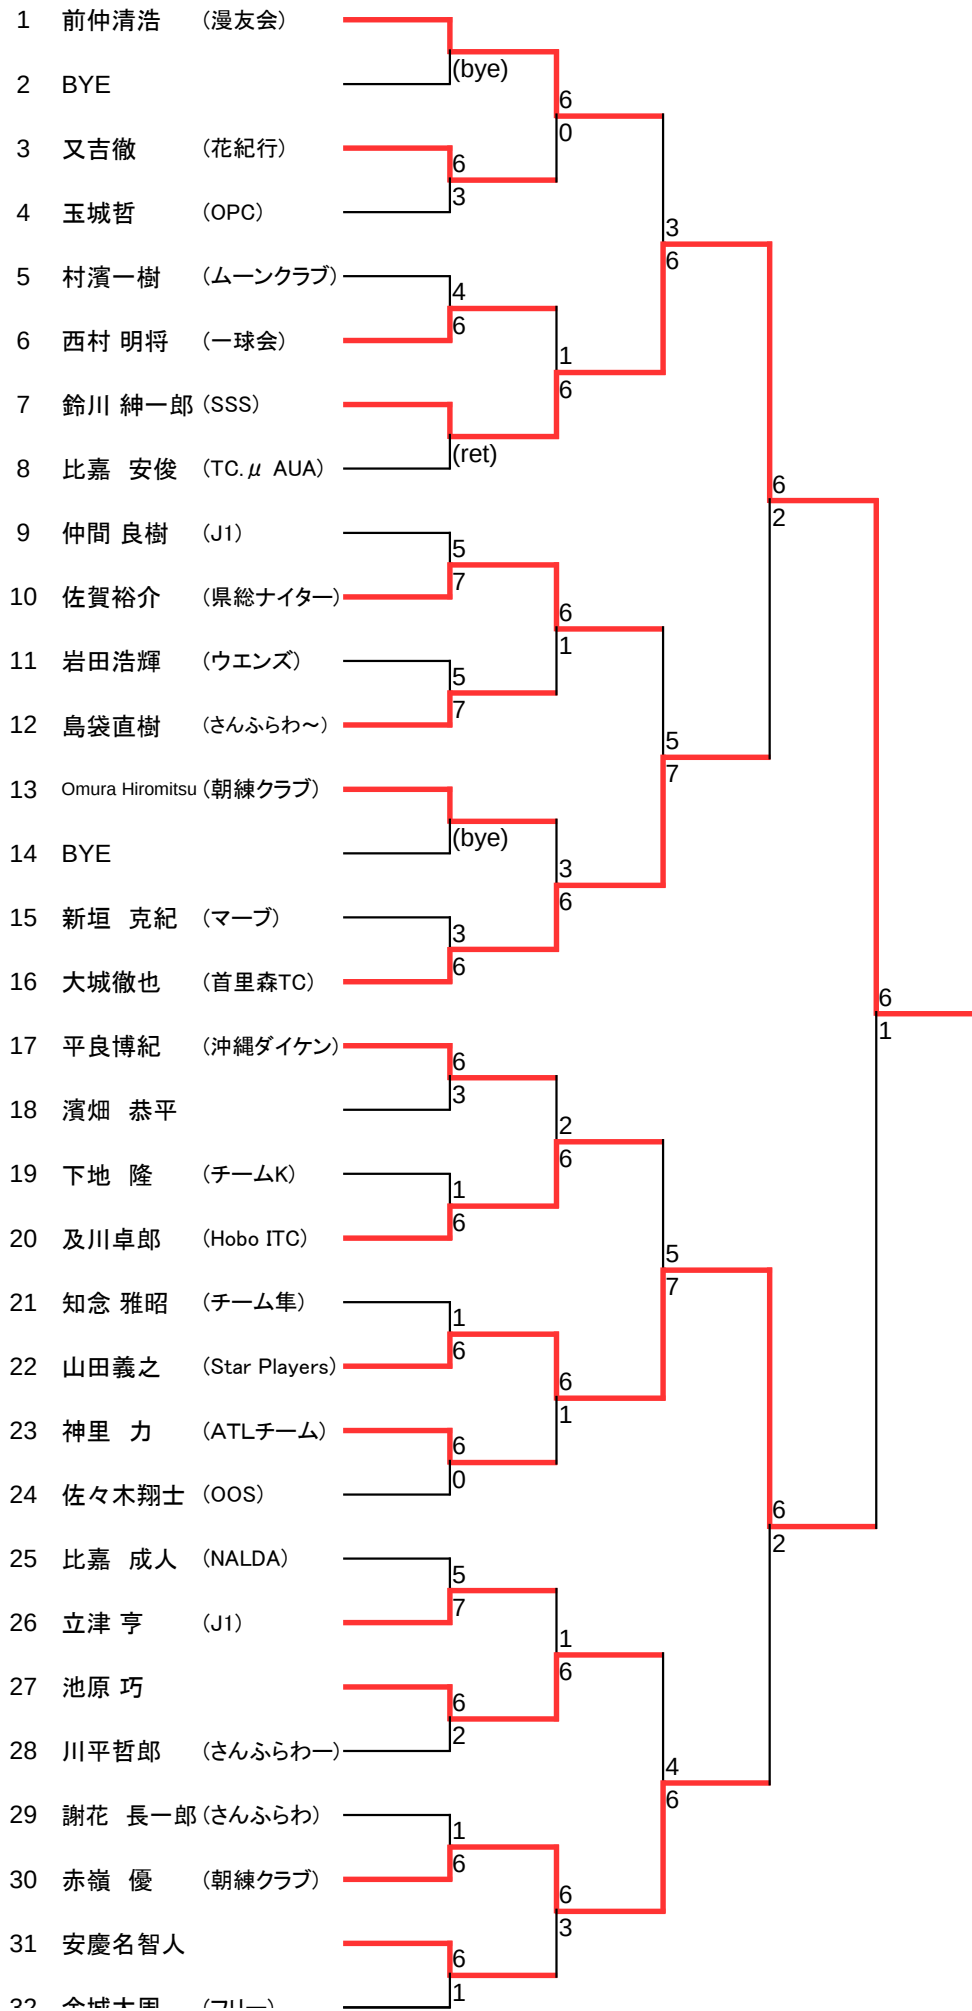 1 前仲清浩 (漫友会)
(bye)
2 BYE
6
0
3 又吉徹 (花紀行)
6
3
4 玉城哲 (OPC)
3
6
5 村濱一樹 (ムーンクラブ)
4
6
6 西村 明将 (一球会)
1
6
7 鈴川 紳一郎 (SSS)
(ret)
8 比嘉 安俊 (TC.μ AUA)
6
2
9 仲間 良樹 (J1)
5
7
10 佐賀裕介 (県総ナイター)
6
1
11 岩田浩輝 (ウエンズ)
5
7
12 島袋直樹 (さんふらわ～)
5
7
13 Omura Hiromitsu (朝練クラブ)
(bye)
14 BYE
3
6
15 新垣 克紀 (マーブ)
3
6
16 大城徹也 (首里森TC)
6
1
17 平良博紀 (沖縄ダイケン)
6
3
18 濱畑 恭平
2
6
19 下地 隆 (チームK)
1
6
20 及川卓郎 (Hobo ITC)
5
7
21 知念 雅昭 (チーム隼)
1
6
22 山田義之 (Star Players)
6
1
23 神里 力 (ATLチーム)
6
0
24 佐々木翔士 (OOS)
6
2
25 比嘉 成人 (NALDA)
5
7
26 立津 亨 (J1)
1
6
27 池原 巧
6
2
28 川平哲郎 (さんふらわー)
4
6
29 謝花 長一郎 (さんふらわ)
1
6
30 赤嶺 優 (朝練クラブ)
6
3
31 安慶名智人
6
1
32